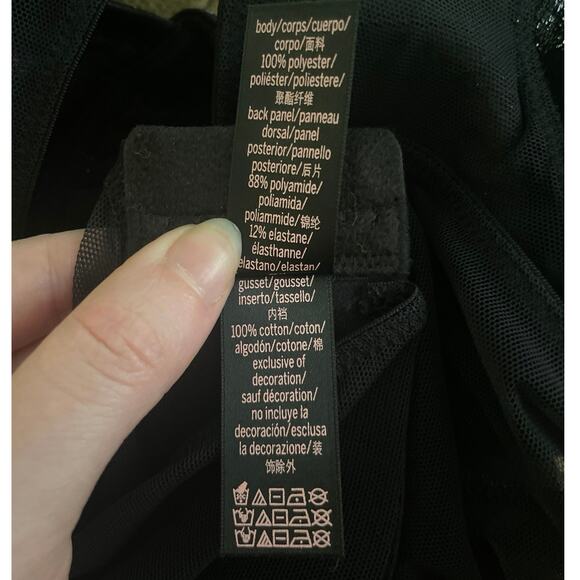 body/corps/cuerpo/
corpo/面料
100% polyester/
poliéster/poliestere/
聚酯纤维
back panel/panneau
dorsal/panel
posterior/pannello
posteriore/后片
88% polyamide/
poliamida/
poliammide/锦纶
12% elastane/
élasthanne/
elastano/elastan/
gusset/gousset/
inserto/tassello/
内裆
100% cotton/coton/
algodón/cotone/棉
exclusive of
decoration/
sauf décoration/
no incluye la
decoración/esclusa
la decorazione/装
饰除外